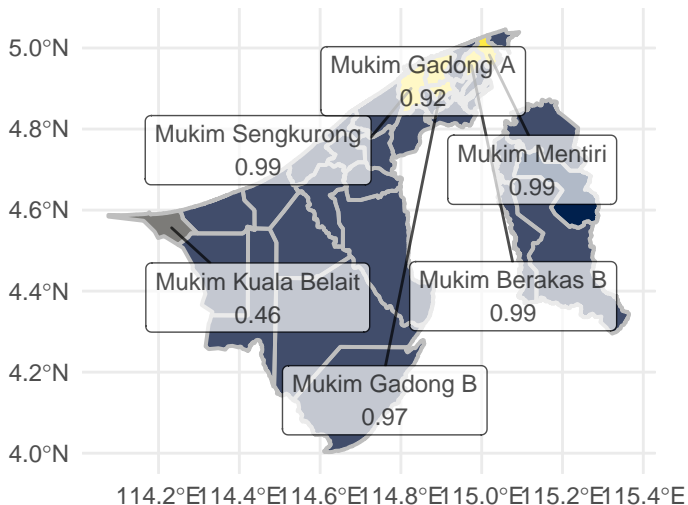 5.0°N
4.8°N
4.6°N
4.4°N
4.2°N
4.0°N
Mukim Gadong A
0.92
Mukim Sengkurong
0.99
Mukim Mentiri
0.99
Mukim Kuala Belait
0.46
Mukim Berakas B
0.99
Mukim Gadong B
0.97
114.2°E114.4°E114.6°E114.8°E115.0°E115.2°E115.4°E